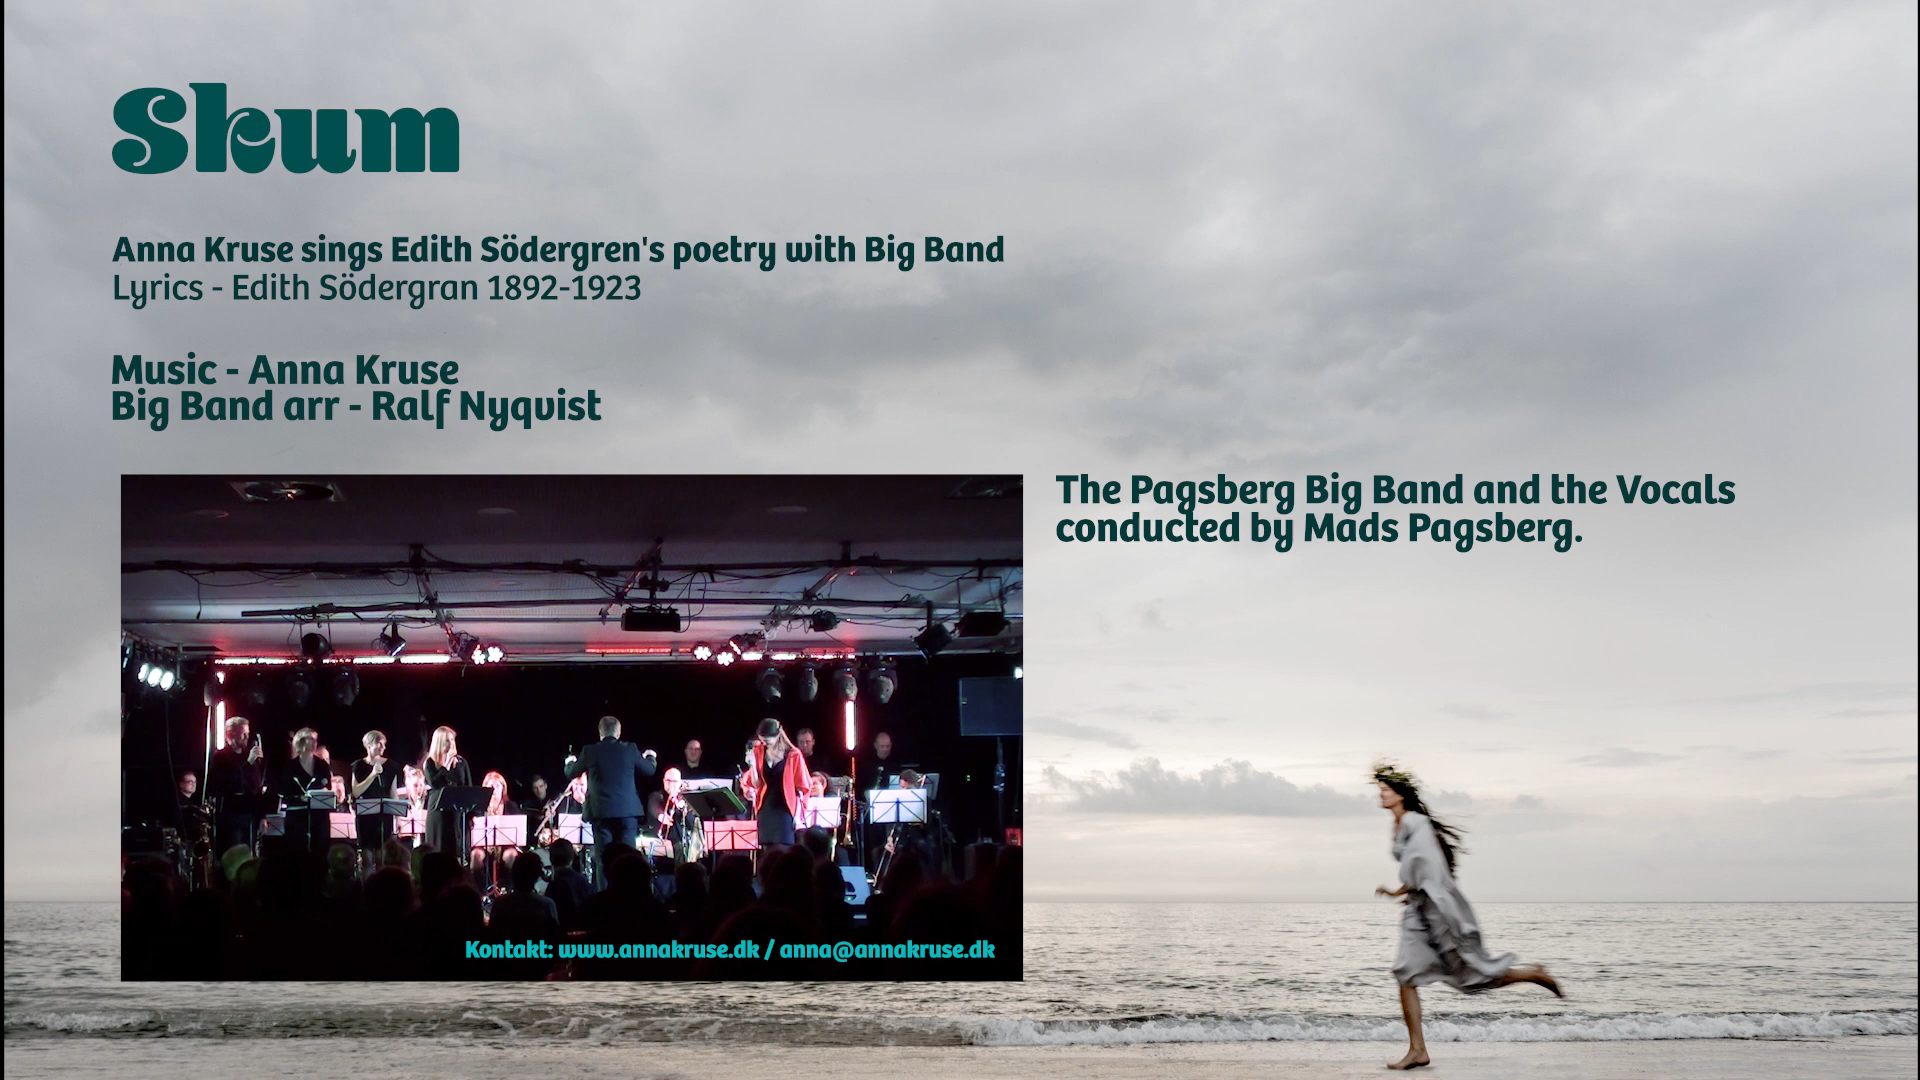 Skum
Anna Kruse sings Edith Södergren's poetry with Big Band
Lyrics - Edith Södergran 1892-1923
Music - Anna Kruse
Big Band arr - Ralf Nyqvist
The Pagsberg Big Band and the Vocals
conducted by Mads Pagsberg.
Kontakt: www.annakruse.dk / anna@annakruse.dk